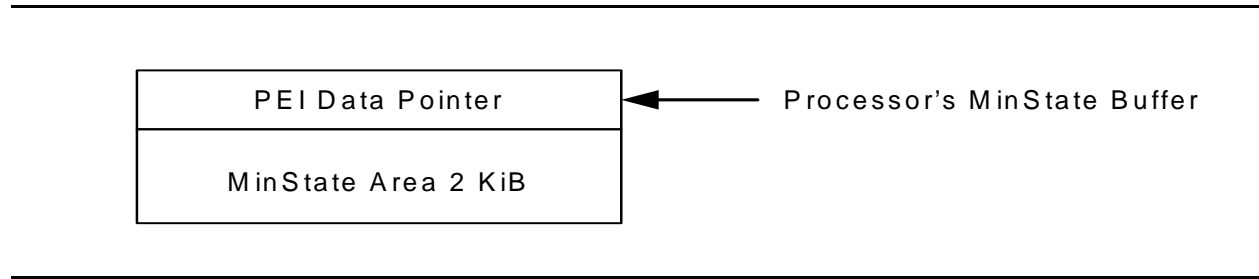 PEI Data Pointer
Processor's MinState Buffer
MinState Area 2 KiB